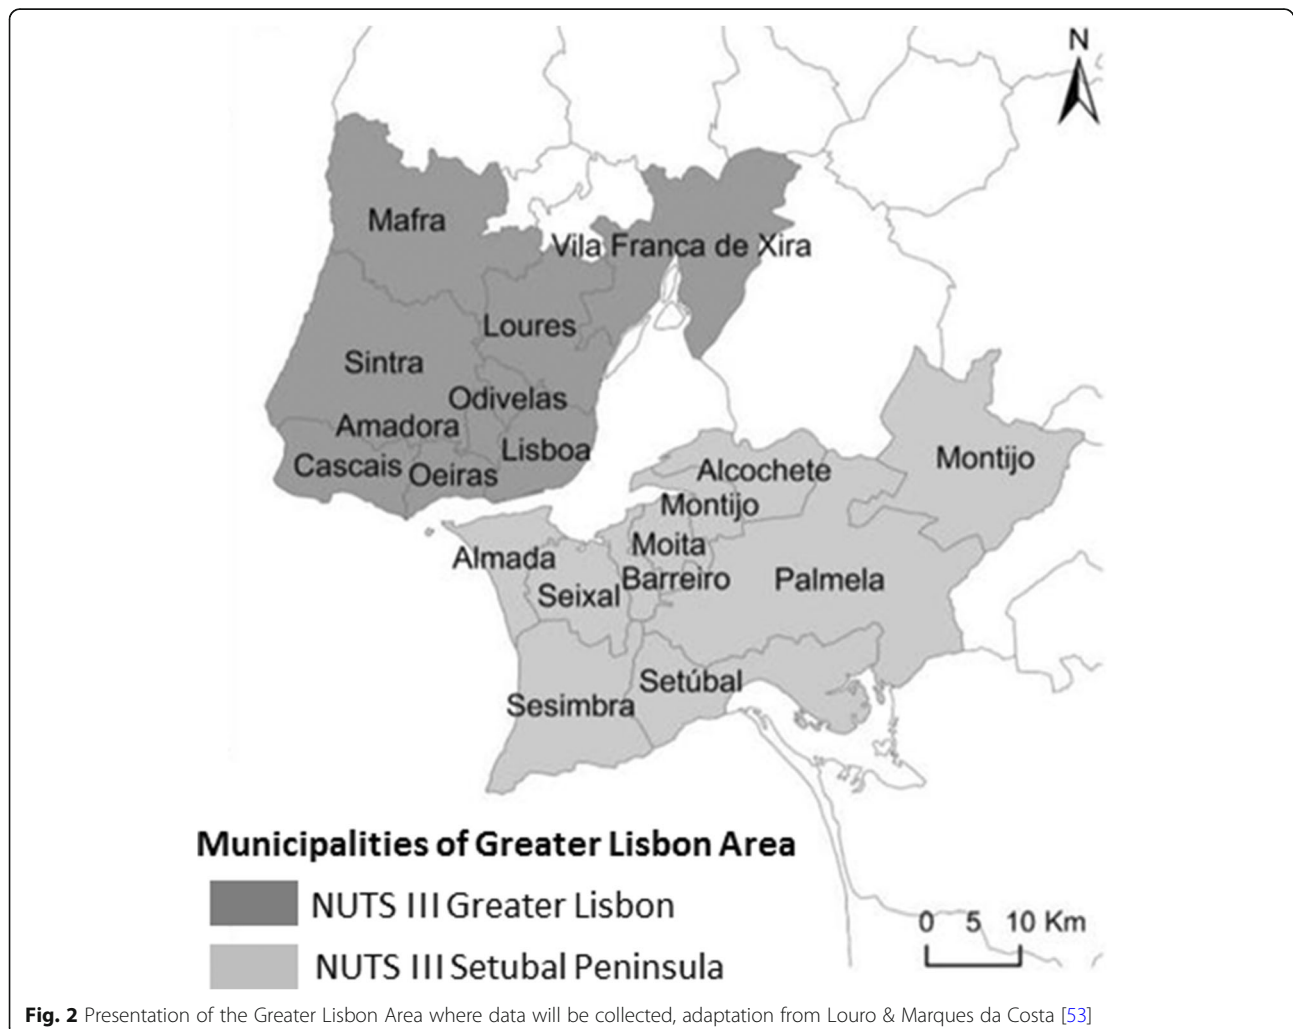 N
Mafra
Vila Franca de Xira
Loures
Sintra
Odivelas
Amadora
Lisboa
Cascais
Oeiras
Montijo
Alcochete
Montijo
Moita
Almada
Barreiro
Palmela
Seixal
Setúbal
Sesimbra
Municipalities of Greater Lisbon Area
NUTS III Greater Lisbon
NUTS III Setubal Peninsula
0 5 10 Km
Fig. 2 Presentation of the Greater Lisbon Area where data will be collected, adaptation from Louro & Marques da Costa [53]